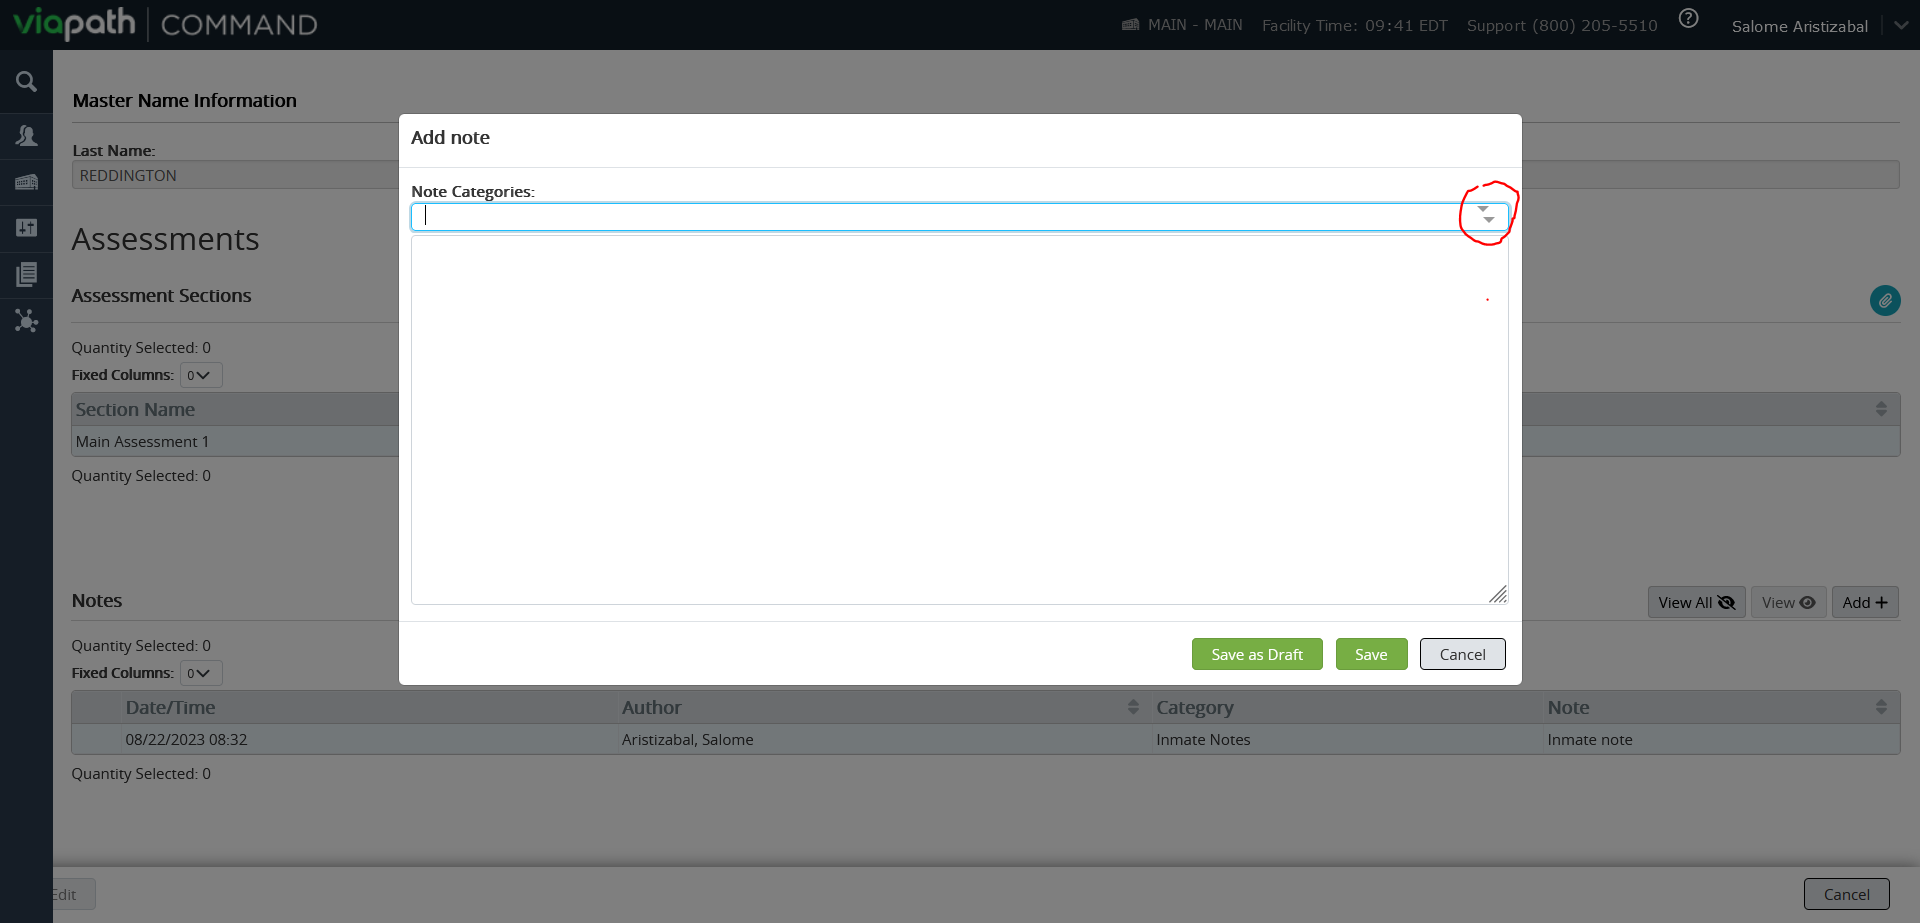 viapath COMMAND MAIN - MAIN Facility Time: 09:41 EDT Support (800) 205-5510 Salome Aristizabal
Master Name Information
Last Name:
REDDINGTON
Add note
Note Categories:
Assessments
Assessment Sections
Quantity Selected: 0
Fixed Columns: 0
Section Name
Main Assessment 1
Quantity Selected: 0
Save as Draft Save Cancel
Notes View All View Add
Quantity Selected: 0
Fixed Columns: 0
Date/Time Author Category Note
08/22/2023 08:32 Aristizabal, Salome Inmate Notes Inmate note
Quantity Selected: 0
Edit Cancel